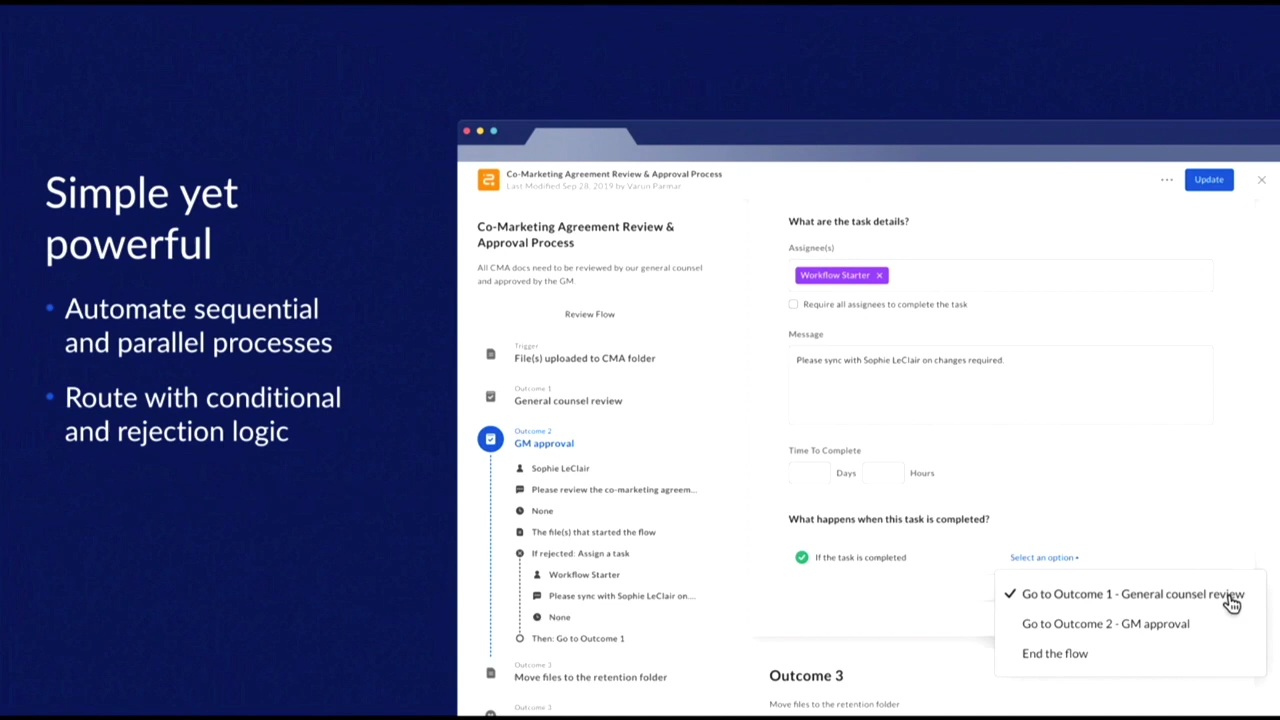 Simple yet
powerful
• Automate sequential
and parallel processes
• Route with conditional
and rejection logic
Co-Marketing Agreement Review & Approval Process
Last Modified Sep 28, 2019 by Varun Parmar
Update
Co-Marketing Agreement Review &
Approval Process
All CMA docs need to be reviewed by our general counsel
and approved by the GM.
Review Flow
Trigger
File(s) uploaded to CMA folder
Outcome 1
General counsel review
Outcome 2
GM approval
Sophie LeClair
Please review the co-marketing agreem...
None
The file(s) that started the flow
If rejected: Assign a task
Workflow Starter
Please sync with Sophie LeClair on....
None
Then: Go to Outcome 1
Outcome 3
Move files to the retention folder
Outcome 3
What are the task details?
Assignee(s)
Workflow Starter
Require all assignees to complete the task
Message
Please sync with Sophie LeClair on changes required.
Time To Complete
Days
Hours
What happens when this task is completed?
If the task is completed
Select an option
Go to Outcome 1 - General counsel review
Go to Outcome 2 - GM approval
End the flow
Outcome 3
Move files to the retention folder